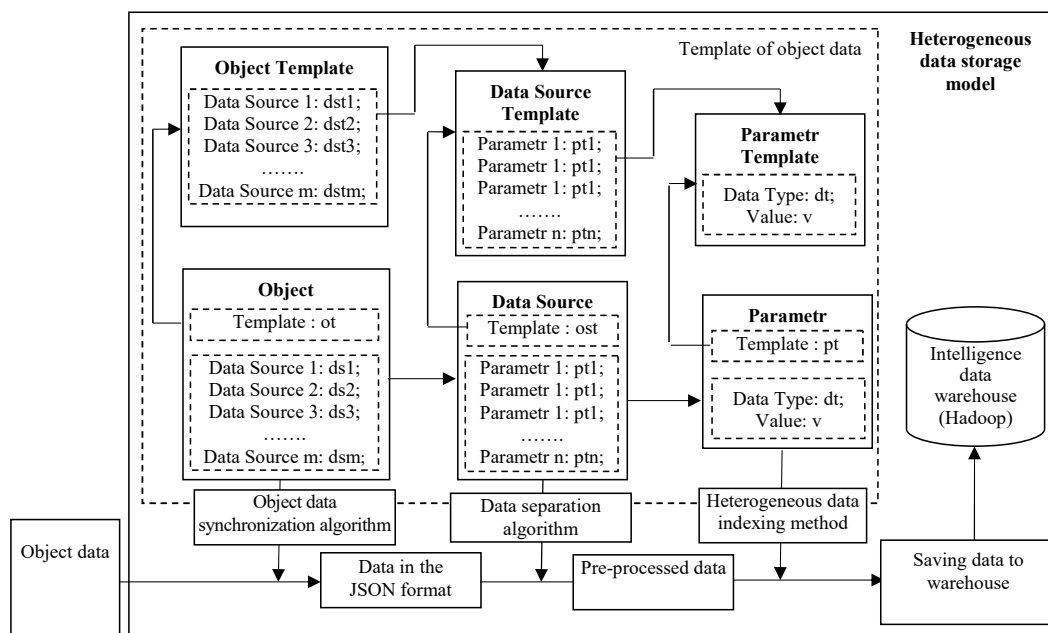 Template of object data
Heterogeneous
data storage
model
Object Template
Data Source 1: dst1;
Data Source 2: dst2;
Data Source 3: dst3;
…….
Data Source m: dstm;
Data Source
Template
Parametr 1: pt1;
Parametr 1: pt1;
Parametr 1: pt1;
…….
Parametr n: ptn;
Parametr
Template
Data Type: dt;
Value: v
Object
Template : ot
Data Source 1: ds1;
Data Source 2: ds2;
Data Source 3: ds3;
…….
Data Source m: dsm;
Data Source
Template : ost
Parametr 1: pt1;
Parametr 1: pt1;
Parametr 1: pt1;
…….
Parametr n: ptn;
Parametr
Template : pt
Data Type: dt;
Value: v
Intelligence
data
warehouse
(Hadoop)
Object data
synchronization algorithm
Data separation
algorithm
Heterogeneous data
indexing method
Object data
Data in the
JSON format
Pre-processed data
Saving data to
warehouse